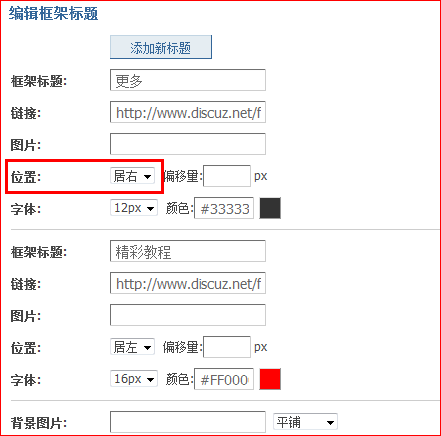 编辑框架标题
添加新标题
框架标题: 更多
链接: http://www.discuz.net/f
图片:
位置: 居右 偏移量: px
字体: 12px 颜色: #33333
框架标题: 精彩教程
链接: http://www.discuz.net/f
图片:
位置: 居左 偏移量: px
字体: 16px 颜色: #FF000
背景图片: 平铺